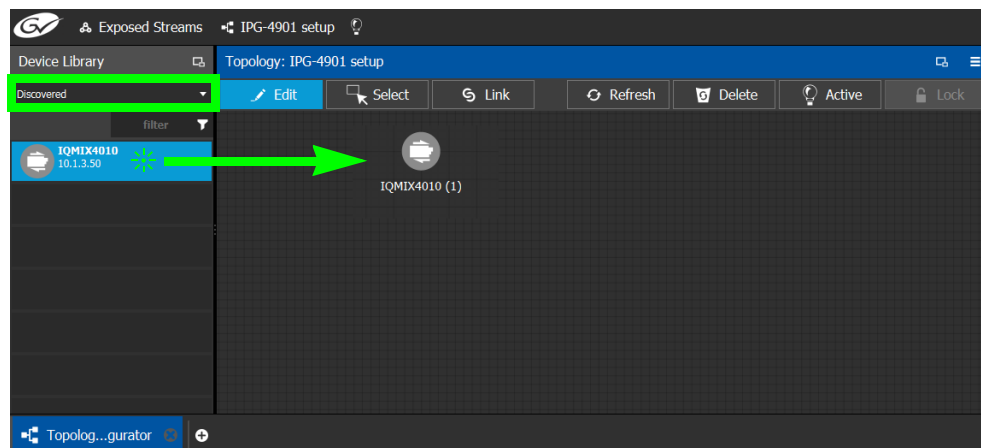 GV Exposed Streams IPG-4901 setup
Device Library
Topology: IPG-4901 setup
Discovered
Edit Select Link Refresh Delete Active Lock
filter
IQMIX4010
10.1.3.50
IQMIX4010 (1)
Topolog...gurator